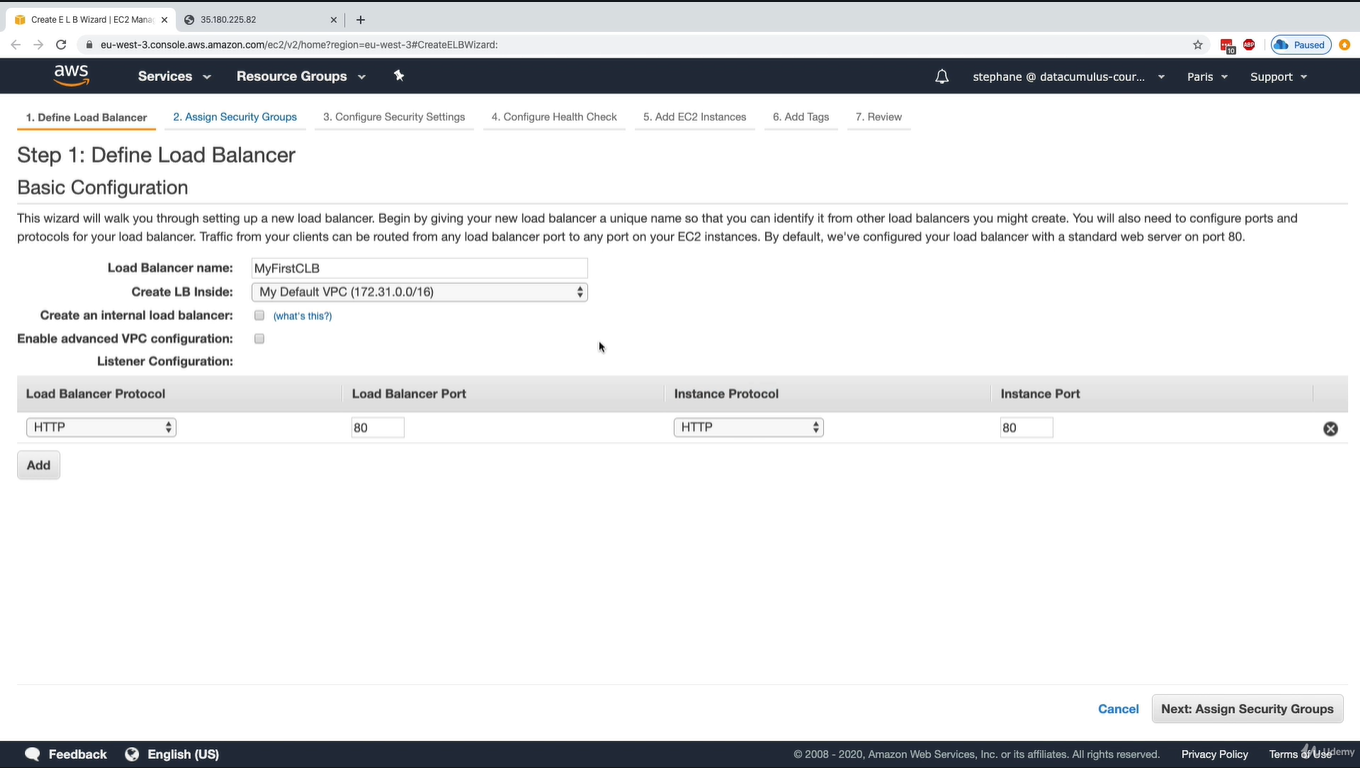 Create E L B Wizard | EC2 Mana
35.180.225.82
eu-west-3.console.aws.amazon.com/ec2/v2/home?region=eu-west-3#CreateELBWizard:
10
ABP
Paused
aws
Services
Resource Groups
stephane @ datacumulus-cour...
Paris
Support
1. Define Load Balancer
2. Assign Security Groups
3. Configure Security Settings
4. Configure Health Check
5. Add EC2 Instances
6. Add Tags
7. Review
Step 1: Define Load Balancer
Basic Configuration
This wizard will walk you through setting up a new load balancer. Begin by giving your new load balancer a unique name so that you can identify it from other load balancers you might create. You will also need to configure ports and
protocols for your load balancer. Traffic from your clients can be routed from any load balancer port to any port on your EC2 instances. By default, we've configured your load balancer with a standard web server on port 80.
Load Balancer name: MyFirstCLB
Create LB Inside: My Default VPC (172.31.0.0/16)
Create an internal load balancer: (what's this?)
Enable advanced VPC configuration:
Listener Configuration:
Load Balancer Protocol Load Balancer Port Instance Protocol Instance Port
HTTP 80 HTTP 80
Add
Cancel
Next: Assign Security Groups
Feedback
English (US)
© 2008 - 2020, Amazon Web Services, Inc. or its affiliates. All rights reserved.
Privacy Policy
Terms of Use
Udemy